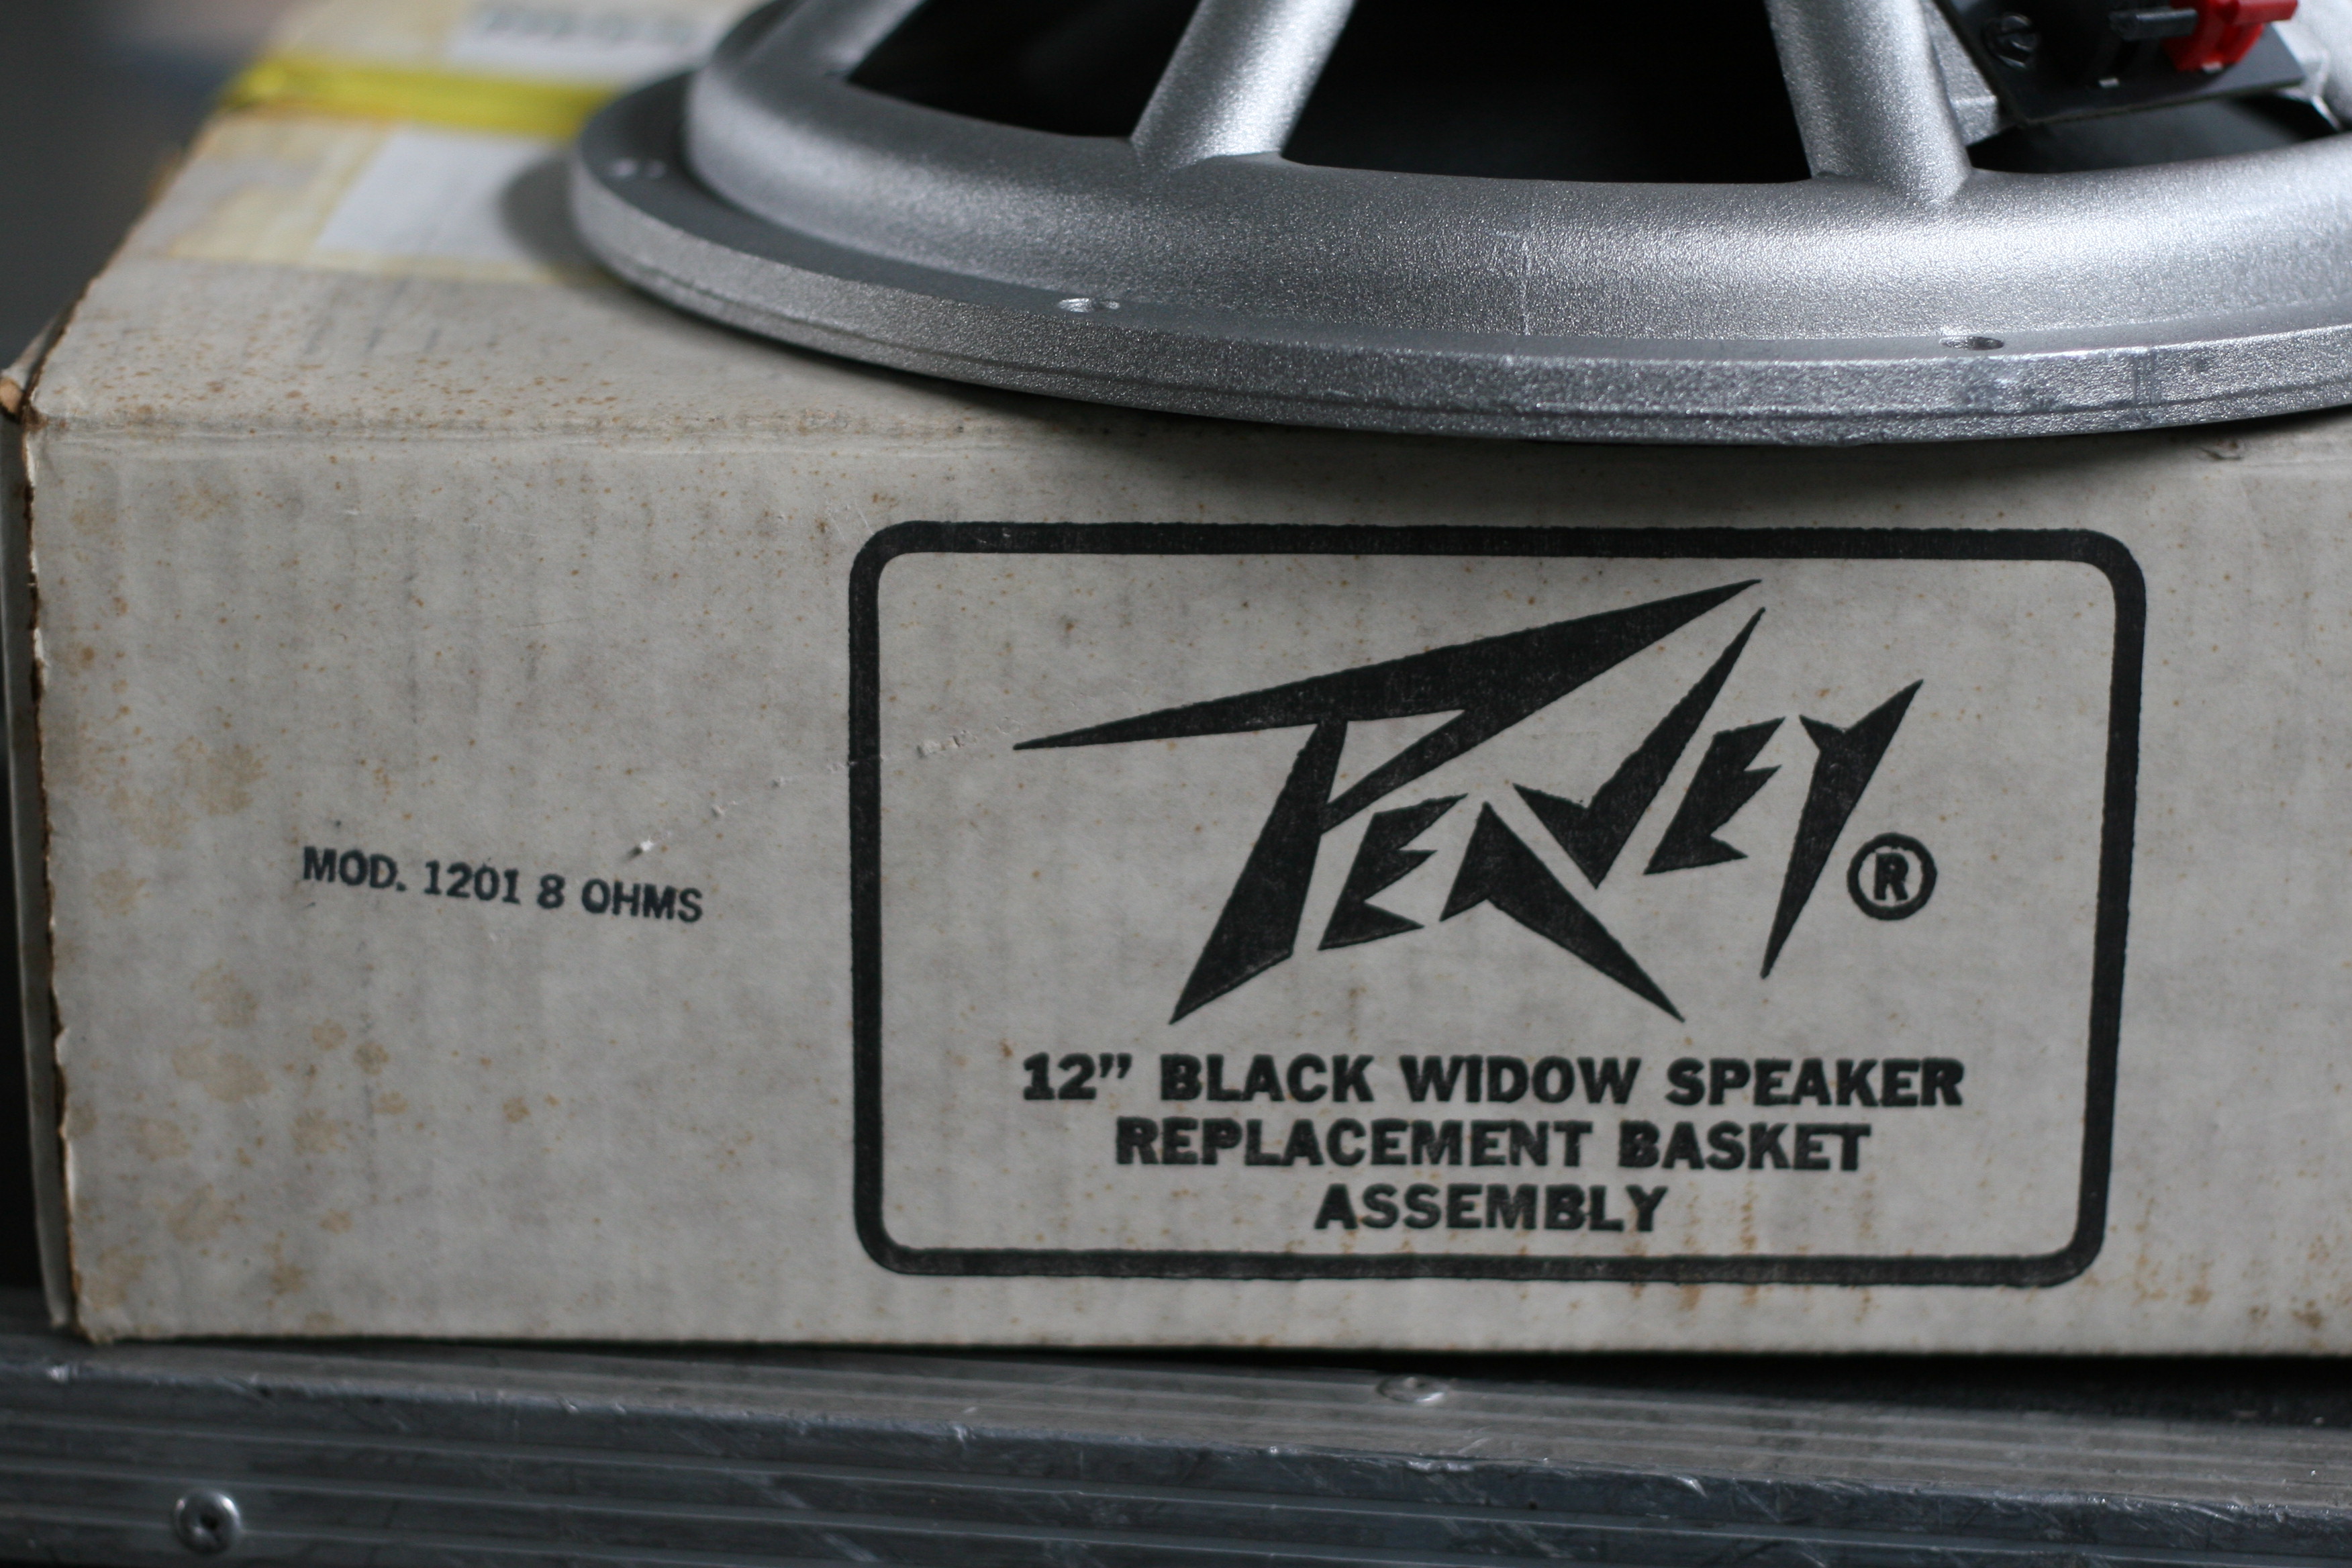 MOD. 1201 8 OHMS
PEAVEY®
12” BLACK WIDOW SPEAKER
REPLACEMENT BASKET
ASSEMBLY